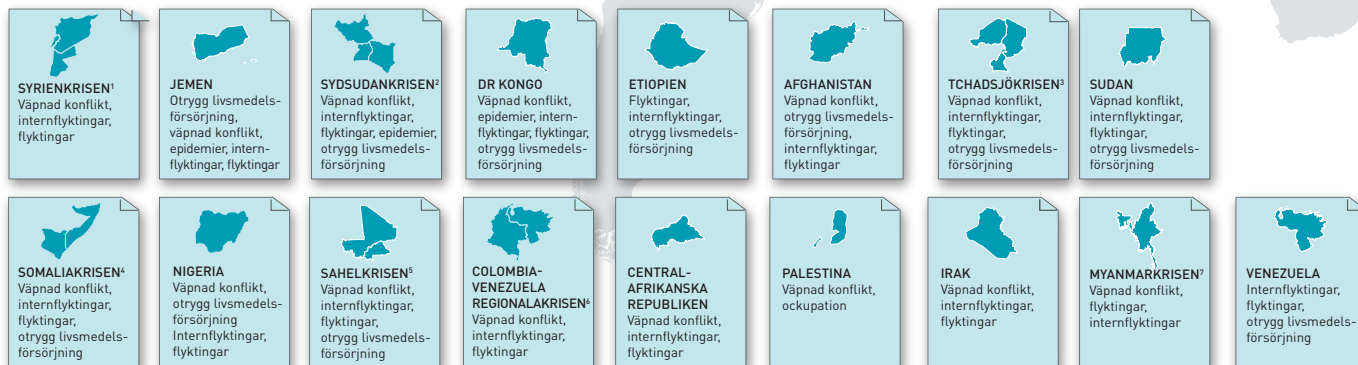 SYRIENKRISEN¹
Väpnad konflikt,
internflyktingar,
flyktingar
JEMEN
Otrygg livsmedels-
försörjning,
väpnad konflikt,
epidemier, intern-
flyktingar, flyktingar
SYDSUDANKRISEN²
Väpnad konflikt,
internflyktingar,
flyktingar, epidemier,
otrygg livsmedels-
försörjning
DR KONGO
Väpnad konflikt,
epidemier, intern-
flyktingar, flyktingar,
otrygg livsmedels-
försörjning
ETIOPIEN
Flyktingar,
internflyktingar,
otrygg livsmedels-
försörjning
AFGHANISTAN
Väpnad konflikt,
otrygg livsmedels-
försörjning,
internflyktingar,
flyktingar
TCHADSJÖKRISEN³
Väpnad konflikt,
internflyktingar,
flyktingar,
otrygg livsmedels-
försörjning
SUDAN
Väpnad konflikt,
internflyktingar,
flyktingar,
otrygg livsmedels-
försörjning
SOMALIAKRISEN⁴
Väpnad konflikt,
internflyktingar,
flyktingar,
otrygg livsmedels-
försörjning
NIGERIA
Väpnad konflikt,
otrygg livsmedels-
försörjning
Internflyktingar,
flyktingar
SAHELKRISEN⁵
Väpnad konflikt,
internflyktingar,
flyktingar,
otrygg livsmedels-
försörjning
COLOMBIA-
VENEZUELA
REGIONALAKRISEN⁶
Väpnad konflikt,
internflyktingar,
flyktingar
CENTRAL-
AFRIKANSKA
REPUBLIKEN
Väpnad konflikt,
internflyktingar,
flyktingar
PALESTINA
Väpnad konflikt,
ockupation
IRAK
Väpnad konflikt,
internflyktingar,
flyktingar
MYANMARKRISEN⁷
Väpnad konflikt,
flyktingar,
internflyktingar
VENEZUELA
Internflyktingar,
flyktingar,
otrygg livsmedels-
försörjning